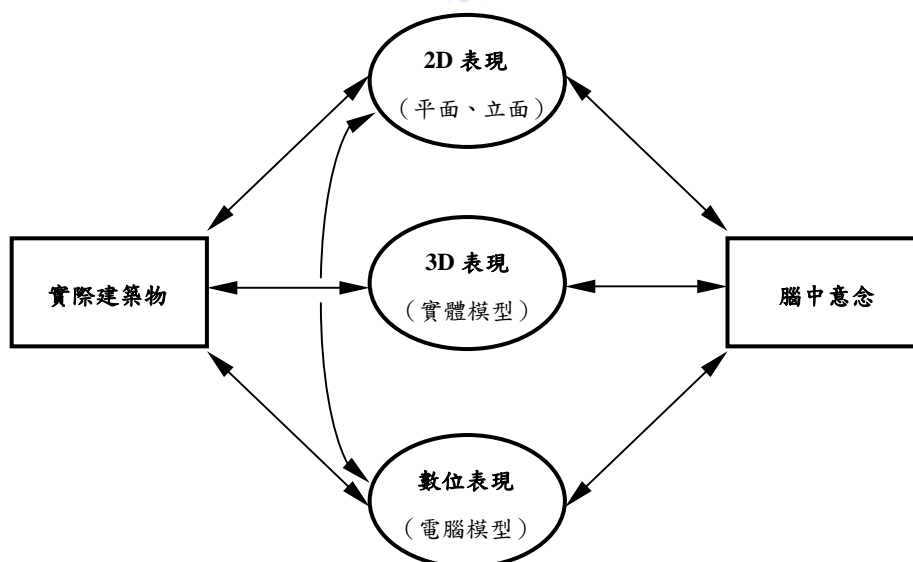 2D 表現
（平面、立面）
3D 表現
（實體模型）
實際建築物
腦中意念
數位表現
（電腦模型）